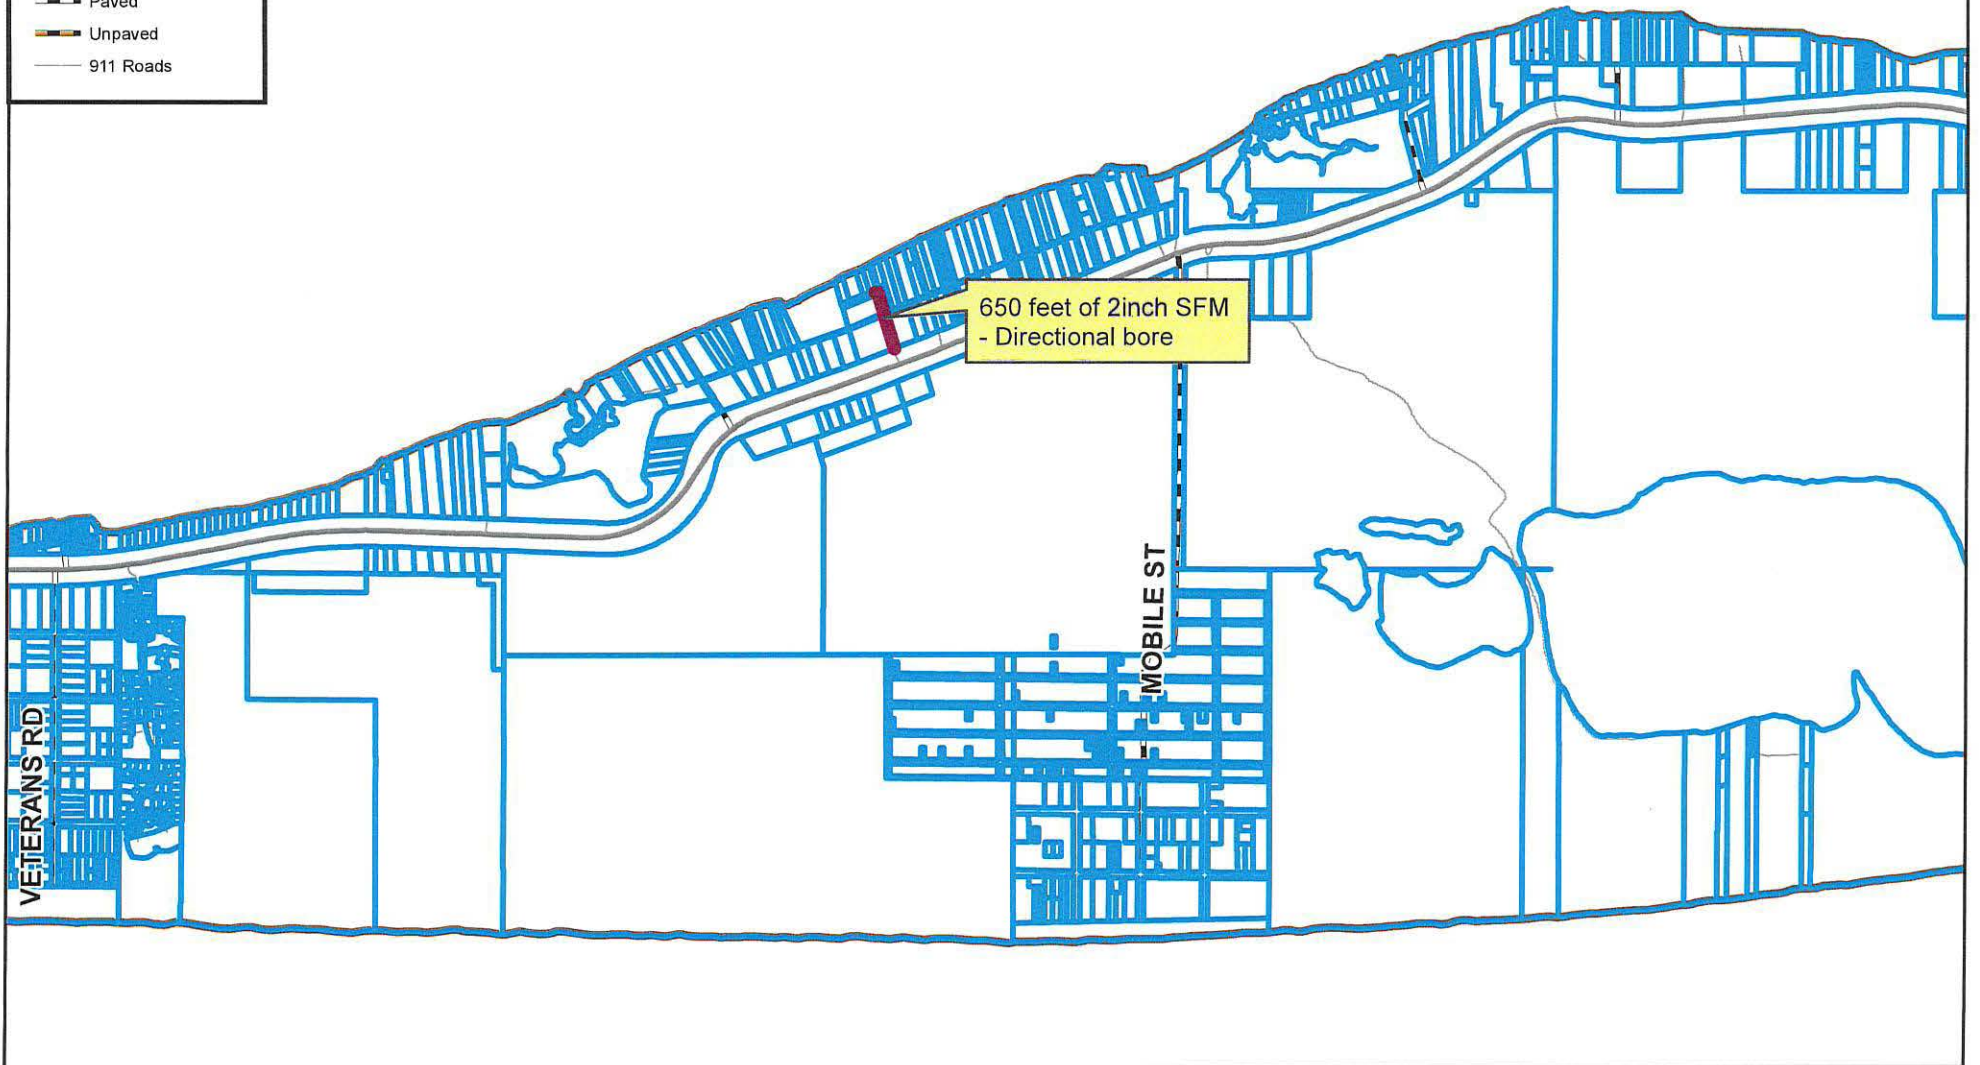 Paved
Unpaved
911 Roads
650 feet of 2inch SFM
- Directional bore
MOBILE ST
VETERANS RD